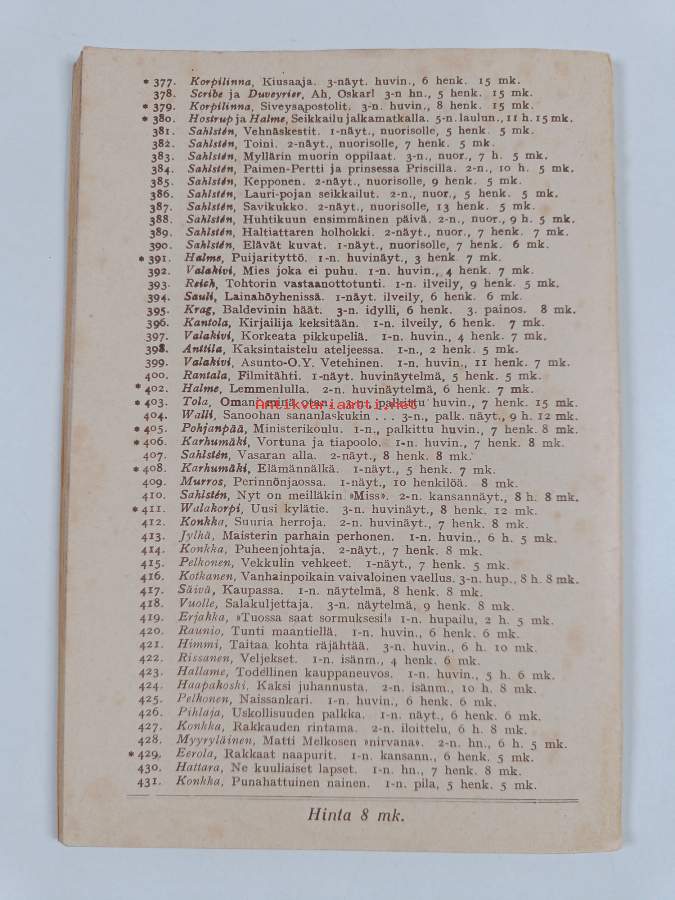 * 377. Korpilinna, Kiusaaja. 3-näyt. huvin., 6 henk. 15 mk.
378. Scribe ja Duveyrier, Ah, Oskar! 3-n hn., 5 henk. 15 mk.
* 379. Korpilinna, Siveysapostolit. 3-n. huvin., 8 henk. 15 mk.
* 380. Hostrup ja Halme, Seikkailu jalkamatkalla. 5-n. laulun., 11 h. 15 mk.
381. Sahlstén, Vehnäskestit. 1-näyt., nuorisolle, 5 henk. 5 mk.
382. Sahlstén, Toini. 2-näyt., nuorisolle, 7 henk. 5 mk.
383. Sahlstén, Myllärin muorin oppilaat. 3-n., nuor., 7 h. 5 mk.
384. Sahlstén, Paimen-Pertti ja prinsessa Priscilla. 2-n., 10 h. 5 mk.
385. Sahlstén, Kepponen. 2-näyt., nuorisolle, 9 henk. 5 mk.
386. Sahlstén, Lauri-pojan seikkailut. 2-n., nuor., 5 henk. 5 mk.
387. Sahlstén, Savikukko. 2-näyt., nuorisolle, 13 henk. 5 mk.
388. Sahlstén, Huhtikuun ensimmäinen päivä. 2-n., nuor., 9 h. 5 mk.
389. Sahlstén, Haltiattaren holhokki. 2-näyt., nuor., 7 henk. 7 mk.
390. Sahlstén, Elävät kuvat. 1-näyt., nuorisolle, 7 henk. 6 mk.
* 391. Halme, Puijarityttö. 1-n. huvinäyt., 3 henk 7 mk.
392. Valakivi, Mies joka ei puhu. 1-n. huvin., 4 henk. 7 mk.
393. Reich, Tohtorin vastaanottotunti. 1-n. ilveily, 9 henk. 5 mk.
394. Sauli, Lainahöyhenissä. 1-näyt. ilveily, 6 henk. 6 mk.
395. Krag, Baldevinin häät. 3-n. idylli, 6 henk. 3. painos. 8 mk.
396. Kantola, Kirjailija keksitään. 1-n. ilveily, 6 henk. 7 mk.
397. Valakivi, Korkeata pikkupeliä. 1-n. huvin., 4 henk. 7 mk.
398. Anttila, Kaksintaistelu ateljeessa. 1-n., 2 henk. 5 mk.
399. Valakivi, Asunto-O.Y. Vetehinen. 1-n. huvin., 11 henk. 7 mk.
400. Rantala, Filmitähti. 1-näyt. huvinäytelmä, 5 henk. 5 mk.
* 402. Halme, Lemmenlulla. 2-n. huvinäytelmä, 6 henk. 7 mk.
* 403. Tola, Omani minä otan. 3-n. palkittu huvin., 7 henk. 15 mk.
Antikvariaatti.net
404. Walli, Sanoohan sananlaskukin . . . 3-n., palk. näyt., 9 h. 12 mk.
* 405. Pohjanpää, Ministerikoulu. 1-n., palkittu huvin., 7 henk. 8 mk.
* 406. Karhumäki, Vortuna ja tiapoolo. 1-n. huvin., 7 henk. 8 mk.
407. Sahlstén, Vasaran alla. 2-näyt., 8 henk. 8 mk.
* 408. Karhumäki, Elämännälkä. 1-näyt., 5 henk. 7 mk.
409. Murros, Perinnönjaossa. 1-näyt., 10 henkilöä. 8 mk.
410. Sahlstén, Nyt on meilläkin »Miss». 2-n. kansannäyt., 8 h. 8 mk.
* 411. Walakorpi, Uusi kylätie. 3-n. huvinäyt., 8 henk. 12 mk.
412. Konkka, Suuria herroja. 2-n. huvinäyt., 7 henk. 8 mk.
413. Jylhä, Maisterin parhain perhonen. 1-n. huvin., 6 h. 5 mk.
414. Konkka, Puheenjohtaja. 2-näyt., 7 henk. 8 mk.
415. Pelkonen, Vekkulin vehkeet. 1-näyt., 7 henk. 5 mk.
416. Kotkanen, Vanhainpoikain vaivaloinen vaellus. 3-n. hup., 8 h. 8 mk.
417. Säivä, Kaupassa. 1-n. näytelmä, 8 henk. 8 mk.
418. Vuolle, Salakuljettaja. 3-n. näytelmä, 9 henk. 8 mk.
419. Erjakka, »Tuossa saat sormuksesi!» 1-n hupailu, 2 h. 5 mk.
420. Raunio, Tunti maantiellä. 1-n. huvin., 6 henk. 6 mk.
421. Himmi, Taitaa kohta räjähtää. 3-n. huvin., 6 h. 10 mk.
422. Rissanen, Veljekset. 1-n. isänm., 4 henk. 6 mk.
423. Hallame, Todellinen kauppaneuvos. 1-n. huvin., 5 h. 6 mk.
424. Haapakoski, Kaksi juhannusta. 2-n. isänm., 10 h. 8 mk.
425. Pelkonen, Naissankari. 1-n. huvin., 6 henk. 6 mk.
426. Pihlaja, Uskollisuuden palkka. 1-n. näyt., 6 henk. 6 mk.
427. Konkka, Rakkauden rintama. 2-n. iloittelu, 6 h. 8 mk.
428. Myyryläinen, Matti Melkosen »nirvana». 2-n. hn., 6 h. 5 mk.
* 429. Eerola, Rakkaat naapurit. 1-n. kansann., 6 henk. 5 mk.
430. Hattara, Ne kuuliaiset lapset. 1-n. hn., 7 henk. 8 mk.
431. Konkka, Punahattuinen nainen. 1-n. pila, 5 henk. 5 mk.
Hinta 8 mk.